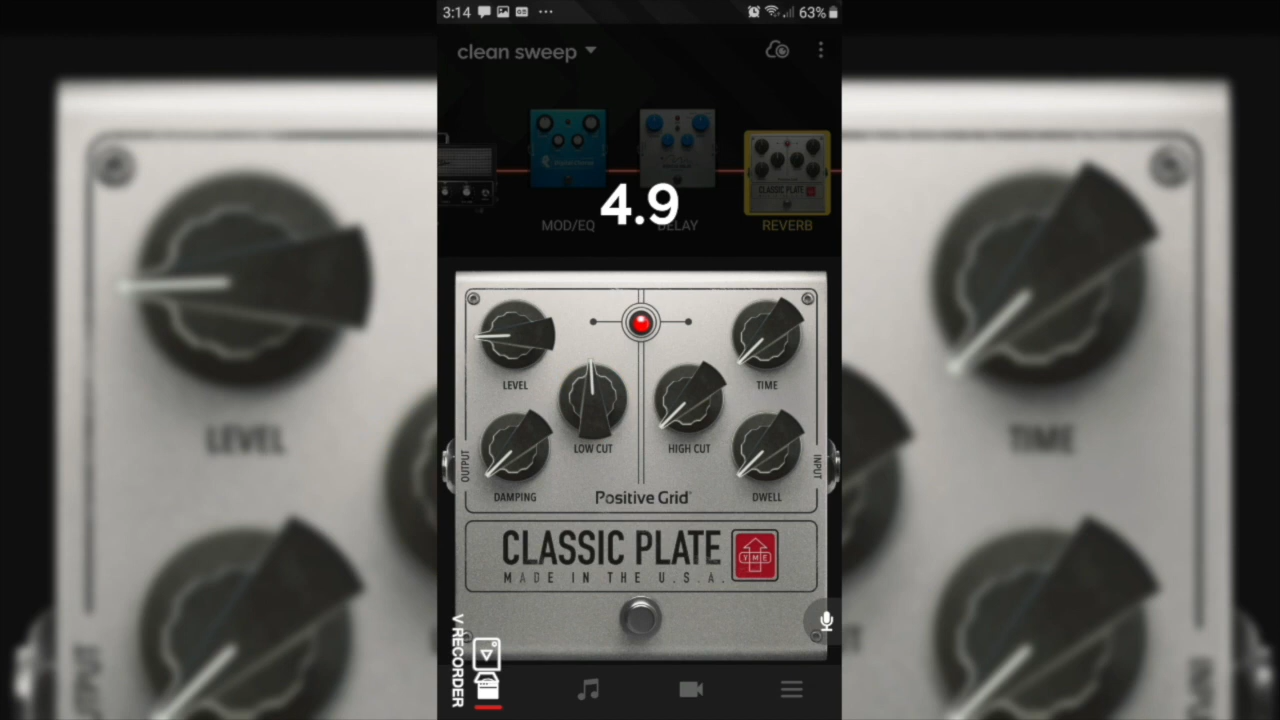 3:14
63%
clean sweep
4.9
MOD/EQ
DELAY
REVERB
CLASSIC PLATE
LEVEL
TIME
LOW CUT
HIGH CUT
OUTPUT
INPUT
DAMPING
DWELL
Positive Grid
CLASSIC PLATE
YME
MADE IN THE U.S.A.
V RECORDER
LEVEL
TIME